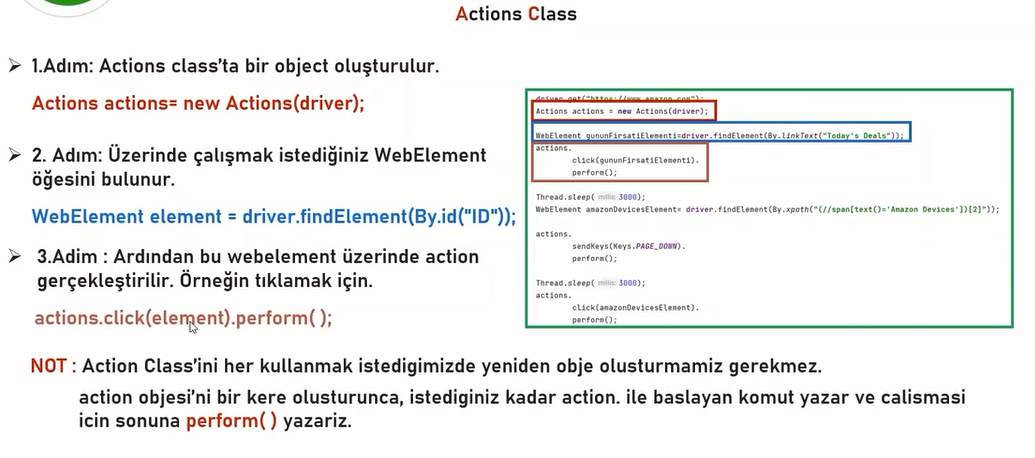 Actions Class
➢ 1.Adım: Actions class'ta bir object oluşturulur.
Actions actions= new Actions(driver);
➢ 2. Adım: Üzerinde çalışmak istediğiniz WebElement
öğesini bulunur.
WebElement element = driver.findElement(By.id("ID"));
➢ 3.Adim : Ardından bu webelement üzerinde action
gerçekleştirilir. Örneğin tıklamak için.
actions.click(element).perform( );
driver.get("https://www.amazon.com");
Actions actions = new Actions(driver);
WebElement gununFirsatiElementi=driver.findElement(By.linkText("Today's Deals"));
actions.
click(gununFirsatiElementi).
perform();
Thread.sleep( millis: 3000);
WebElement amazonDevicesElement= driver.findElement(By.xpath("(//span[text()='Amazon Devices'])[2]"));
actions.
sendKeys(Keys.PAGE_DOWN).
perform();
Thread.sleep( millis: 3000);
actions.
click(amazonDevicesElement).
perform();
NOT : Action Class'ini her kullanmak istedigimizde yeniden obje olusturmamiz gerekmez.
action objesi'ni bir kere olusturunca, istediginiz kadar action. ile baslayan komut yazar ve calismasi
icin sonuna perform( ) yazariz.